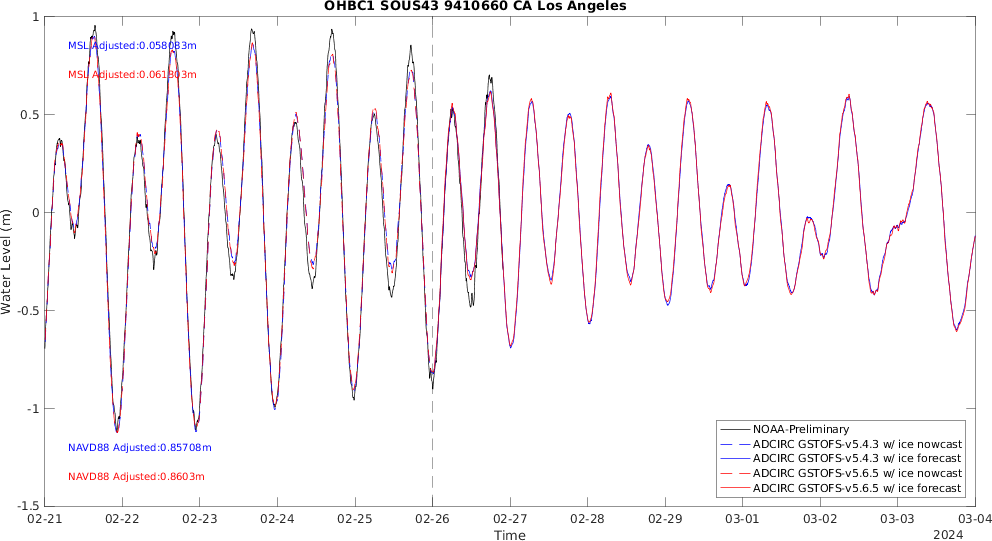 OHBC1 SOUS43 9410660 CA Los Angeles
MSL Adjusted:0.058083m
MSL Adjusted:0.061803m
NAVD88 Adjusted:0.85708m
NAVD88 Adjusted:0.8603m
Water Level (m)
1
0.5
0
-0.5
-1
-1.5
NOAA-Preliminary
ADCIRC GSTOFS-v5.4.3 w/ ice nowcast
ADCIRC GSTOFS-v5.4.3 w/ ice forecast
ADCIRC GSTOFS-v5.6.5 w/ ice nowcast
ADCIRC GSTOFS-v5.6.5 w/ ice forecast
02-21 02-22 02-23 02-24 02-25 02-26 02-27 02-28 02-29 03-01 03-02 03-03 03-04
Time
2024